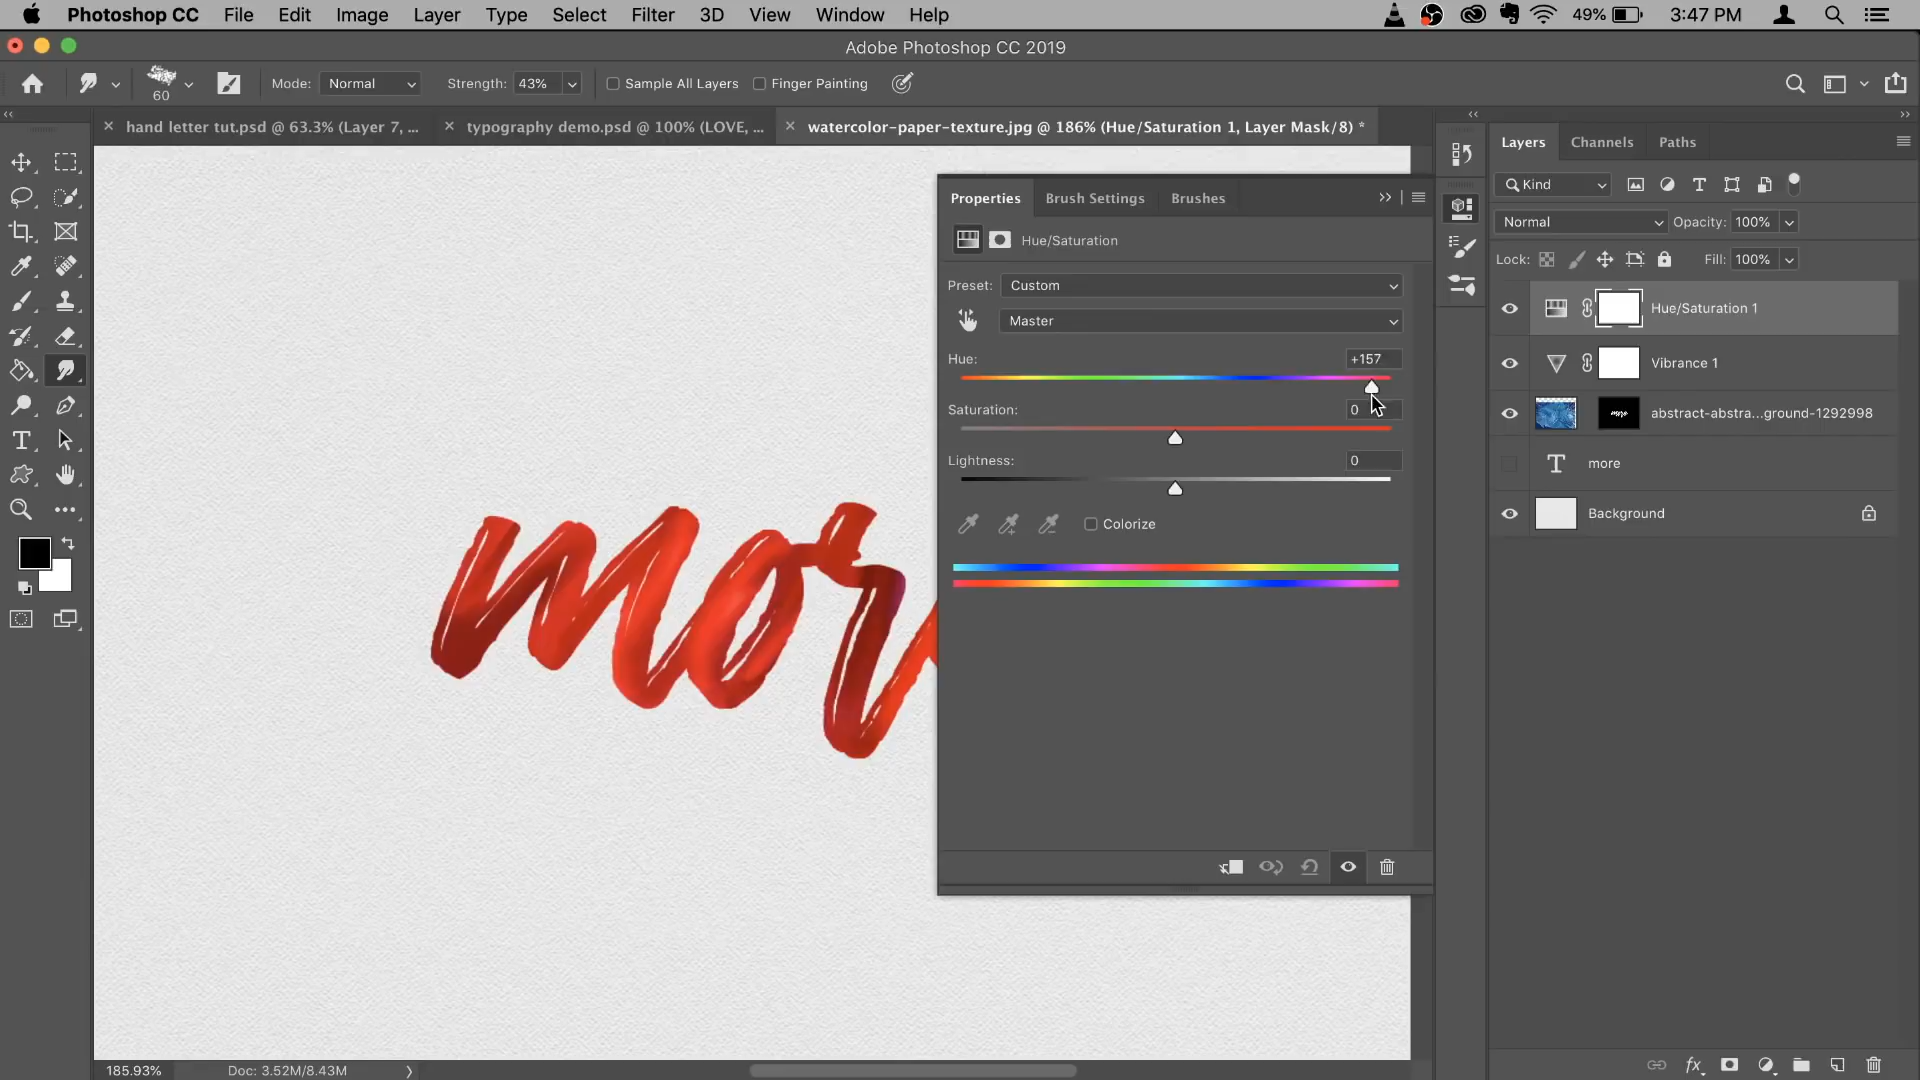 Photoshop CC File Edit Image Layer Type Select Filter 3D View Window Help 49% 3:47 PM
Adobe Photoshop CC 2019
60 Mode: Normal Strength: 43% Sample All Layers Finger Painting
hand letter tut.psd @ 63.3% (Layer 7, ... typography demo.psd @ 100% (LOVE, ... watercolor-paper-texture.jpg @ 186% (Hue/Saturation 1, Layer Mask/8) *
Properties Brush Settings Brushes
Hue/Saturation
Preset: Custom
Master
Hue: +157
Saturation: 0
Lightness: 0
Colorize
Layers Channels Paths
Kind
Normal Opacity: 100%
Lock: Fill: 100%
Hue/Saturation 1
Vibrance 1
more abstract-abstra...ground-1292998
T more
Background
mor
185.93% Doc: 3.52M/8.43M